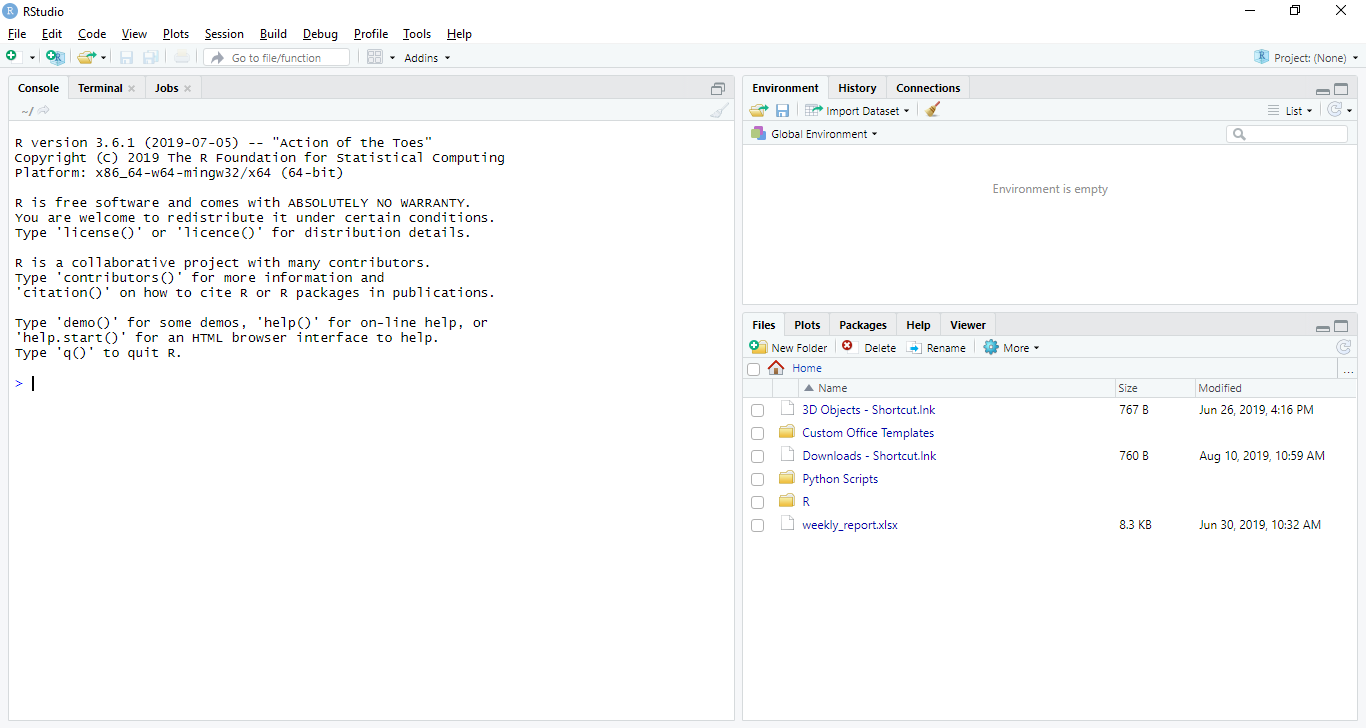 RStudio
File Edit Code View Plots Session Build Debug Profile Tools Help
Go to file/function Addins Project: (None)
Console Terminal Jobs
~/
R version 3.6.1 (2019-07-05) -- "Action of the Toes"
Copyright (C) 2019 The R Foundation for Statistical Computing
Platform: x86_64-w64-mingw32/x64 (64-bit)
R is free software and comes with ABSOLUTELY NO WARRANTY.
You are welcome to redistribute it under certain conditions.
Type 'license()' or 'licence()' for distribution details.
R is a collaborative project with many contributors.
Type 'contributors()' for more information and
'citation()' on how to cite R or R packages in publications.
Type 'demo()' for some demos, 'help()' for on-line help, or
'help.start()' for an HTML browser interface to help.
Type 'q()' to quit R.
>
Environment History Connections
Import Dataset List
Global Environment
Environment is empty
Files Plots Packages Help Viewer
New Folder Delete Rename More
Home ...
Name Size Modified
3D Objects - Shortcut.lnk 767 B Jun 26, 2019, 4:16 PM
Custom Office Templates
Downloads - Shortcut.lnk 760 B Aug 10, 2019, 10:59 AM
Python Scripts
R
weekly_report.xlsx 8.3 KB Jun 30, 2019, 10:32 AM